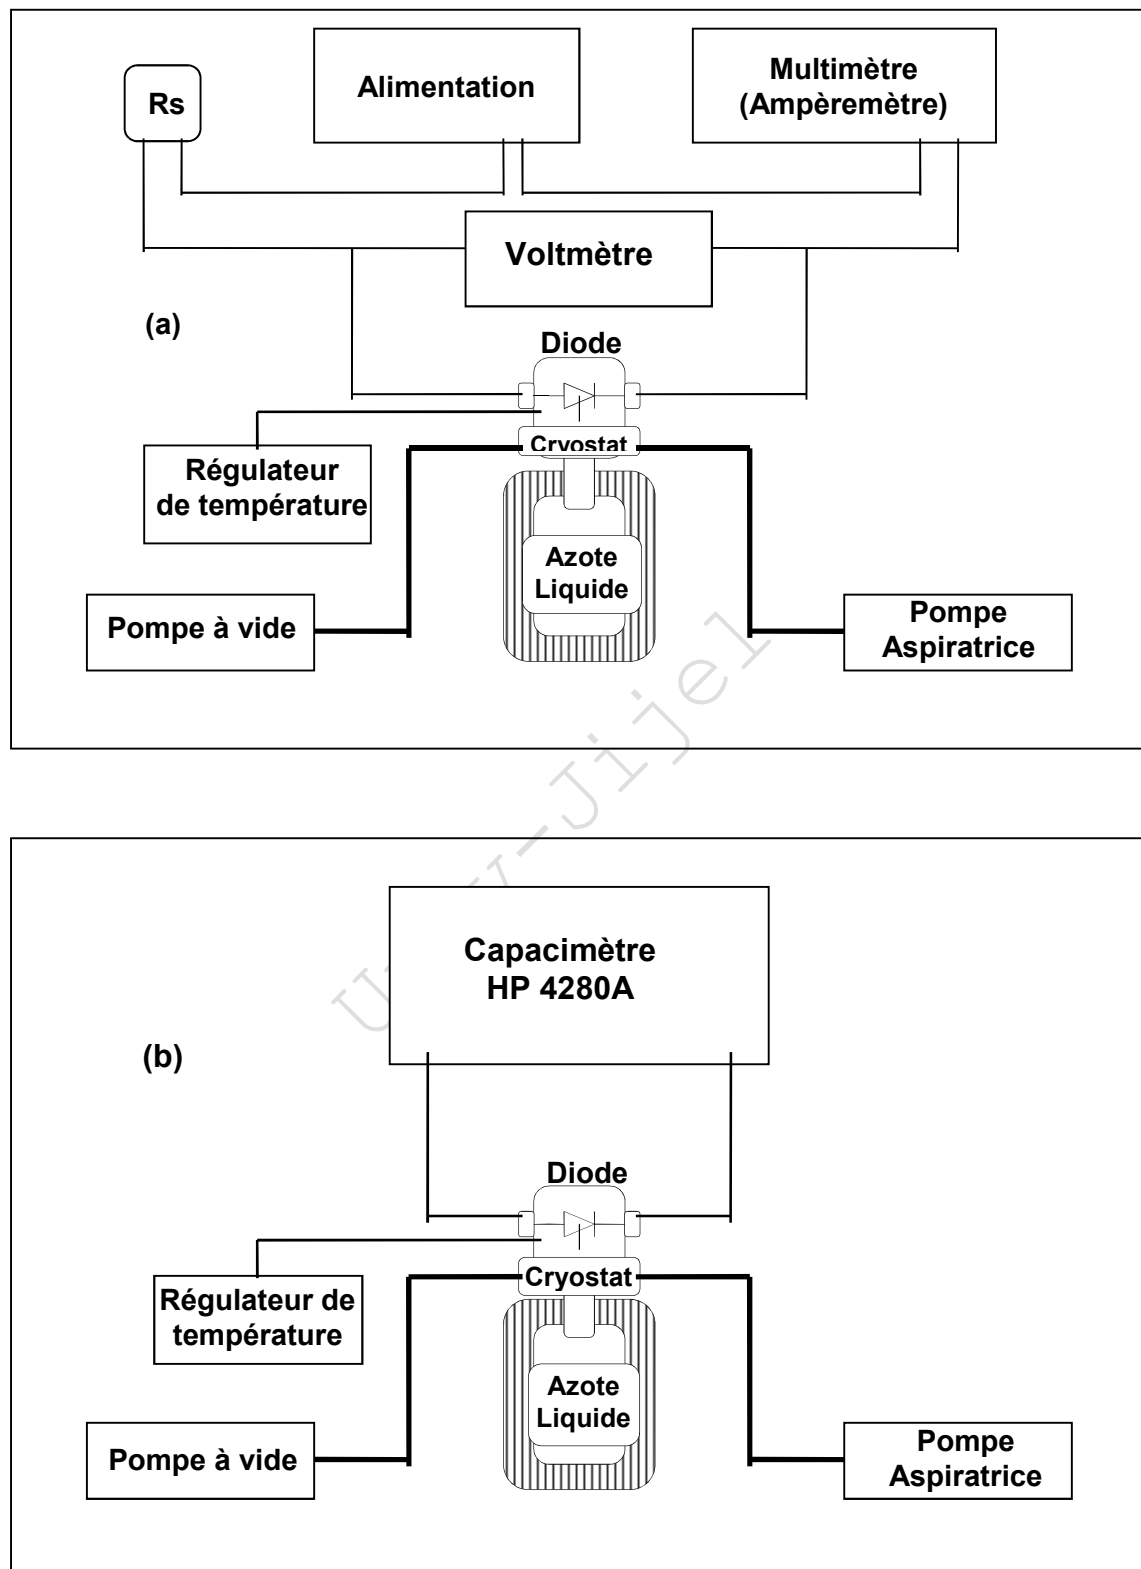 Rs
Alimentation
Multimètre
(Ampèremètre)
Voltmètre
(a)
Diode
Cryostat
Régulateur
de température
Azote
Liquide
Pompe à vide
Pompe
Aspiratrice
Capacimètre
HP 4280A
(b)
Diode
Cryostat
Régulateur de
température
Azote
Liquide
Pompe à vide
Pompe
Aspiratrice